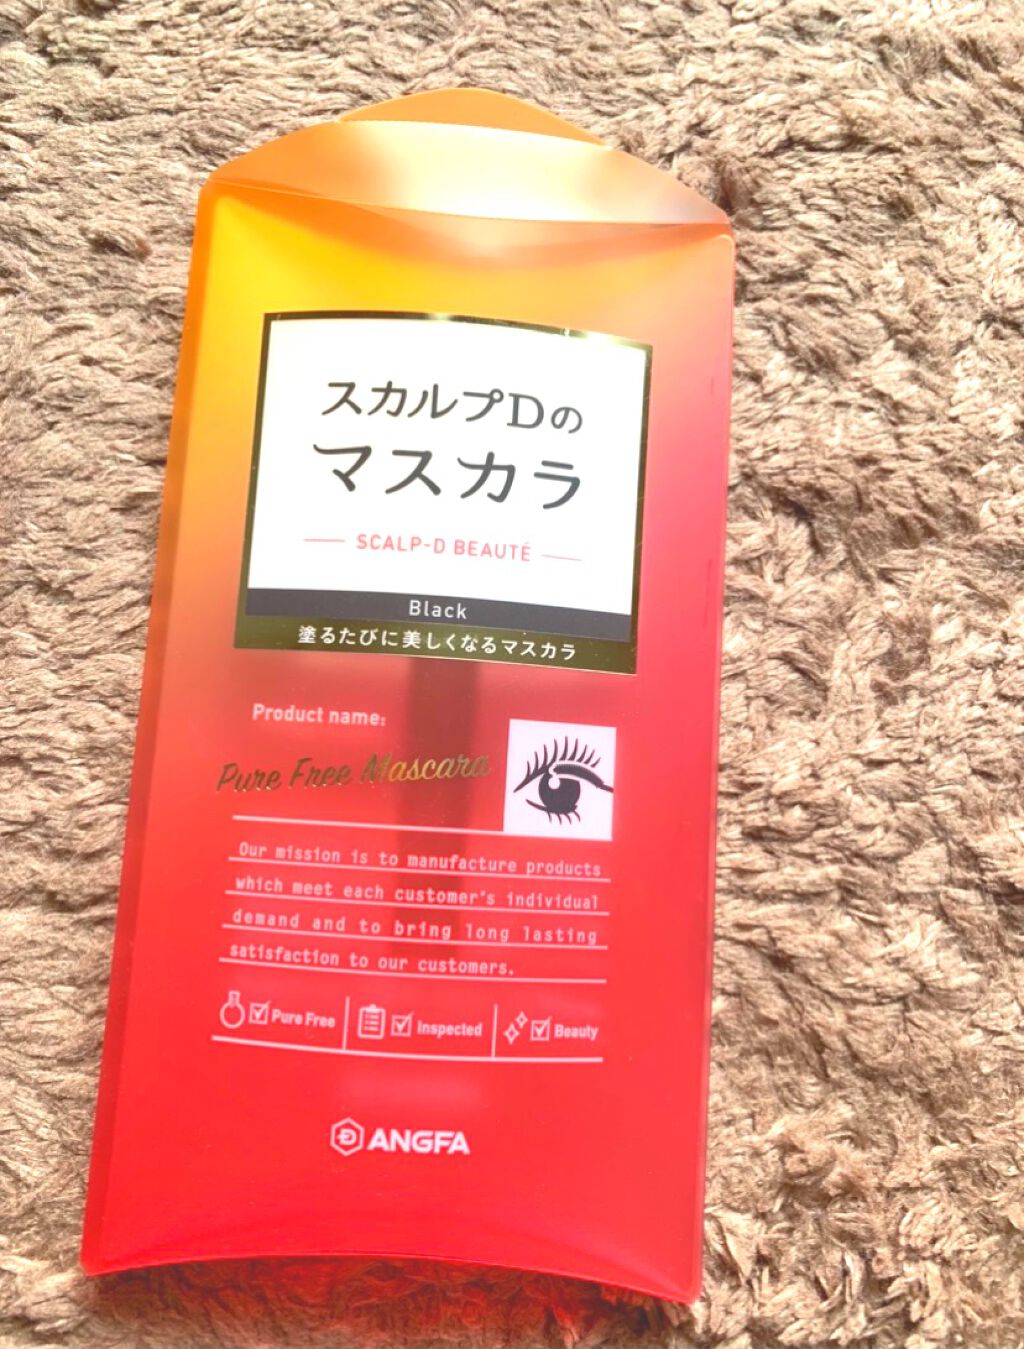 スカルプDの
マスカラ
SCALP-D BEAUTÉ
Black
塗るたびに美しくなるマスカラ
Product name:
Pure Free Mascara
Our mission is to manufacture products
which meet each customer's individual
demand and to bring long lasting
satisfaction to our customers.
Pure Free Inspected Beauty
ANGFA